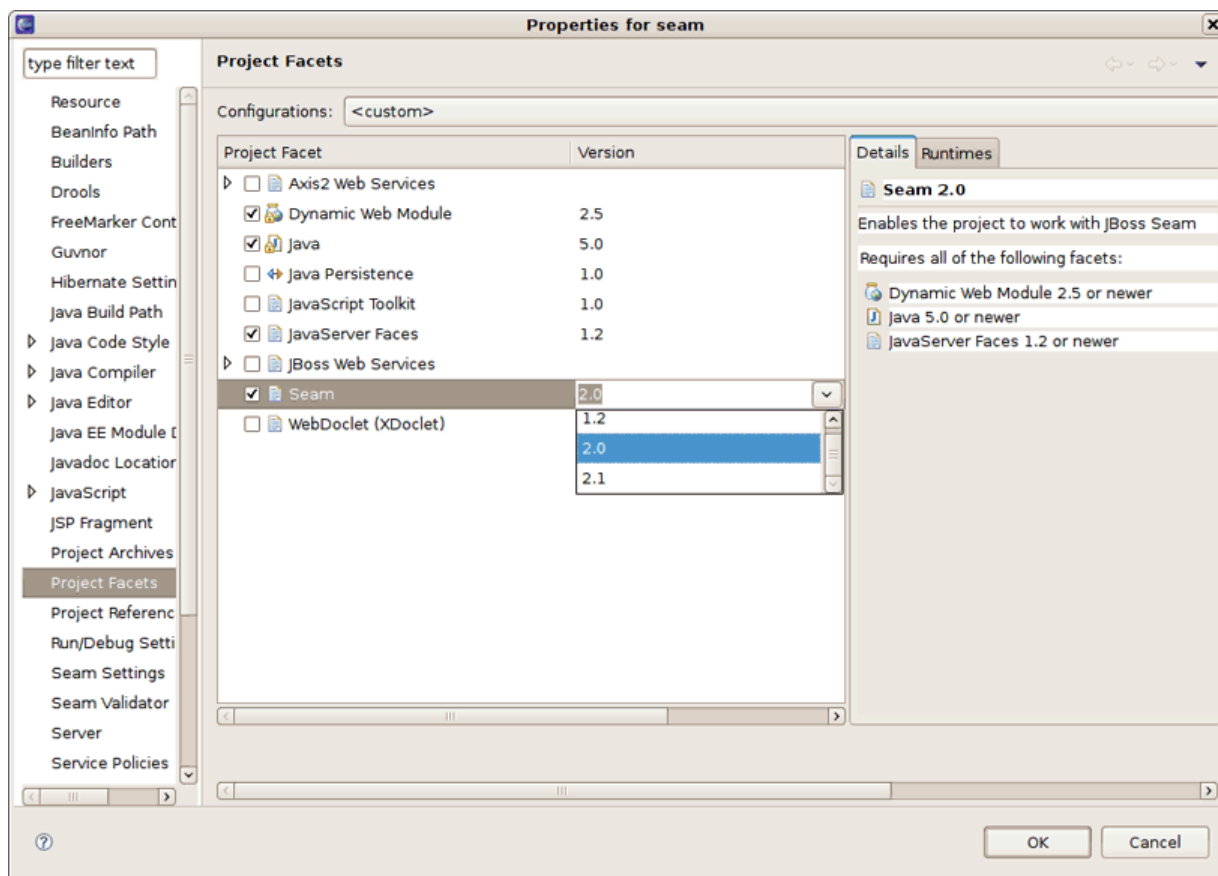 Properties for seam
type filter text
Resource
BeanInfo Path
Builders
Drools
FreeMarker Cont
Guvnor
Hibernate Settin
Java Build Path
Java Code Style
Java Compiler
Java Editor
Java EE Module D
Javadoc Location
JavaScript
JSP Fragment
Project Archives
Project Facets
Project Referenc
Run/Debug Setti
Seam Settings
Seam Validator
Server
Service Policies
Project Facets
Configurations: <custom>
Project Facet Version
Axis2 Web Services
Dynamic Web Module 2.5
Java 5.0
Java Persistence 1.0
JavaScript Toolkit 1.0
JavaServer Faces 1.2
JBoss Web Services
Seam 2.0
WebDoclet (XDoclet)
1.2
2.0
2.1
Details Runtimes
Seam 2.0
Enables the project to work with JBoss Seam
Requires all of the following facets:
Dynamic Web Module 2.5 or newer
Java 5.0 or newer
JavaServer Faces 1.2 or newer
OK Cancel